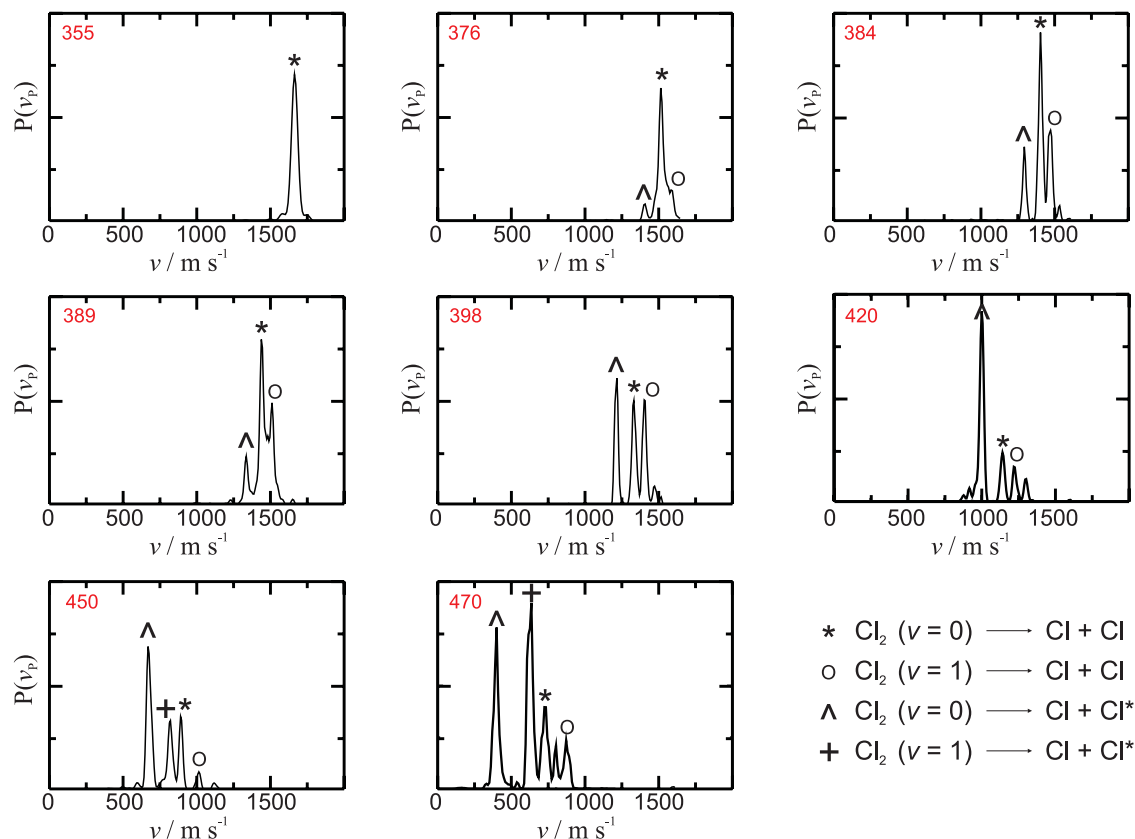 355
*
P(vₚ)
0 500 1000 1500
v / m s⁻¹
376
*
^
O
P(vₚ)
0 500 1000 1500
v / m s⁻¹
384
*
^
O
P(vₚ)
0 500 1000 1500
v / m s⁻¹
389
*
O
^
P(vₚ)
0 500 1000 1500
v / m s⁻¹
398
^
*
O
P(vₚ)
0 500 1000 1500
v / m s⁻¹
420
^
*
O
P(vₚ)
0 500 1000 1500
v / m s⁻¹
450
^
+
*
O
P(vₚ)
0 500 1000 1500
v / m s⁻¹
470
^
+
*
O
P(vₚ)
0 500 1000 1500
v / m s⁻¹
* Cl₂ (v = 0) → Cl + Cl
O Cl₂ (v = 1) → Cl + Cl
^ Cl₂ (v = 0) → Cl + Cl*
+ Cl₂ (v = 1) → Cl + Cl*